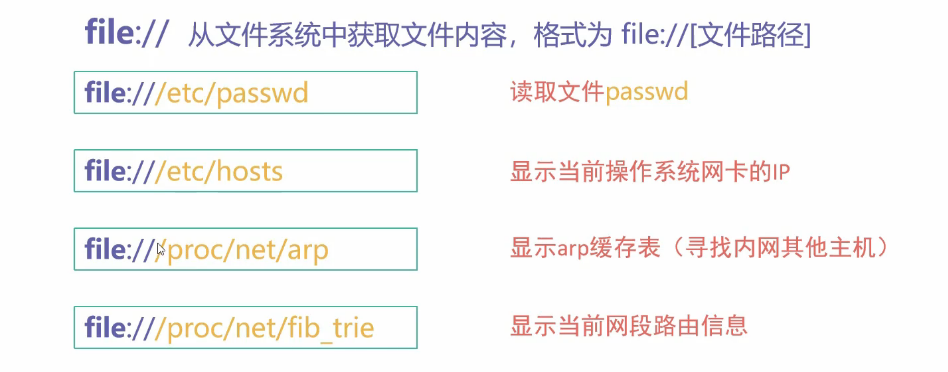 file:// 从文件系统中获取文件内容，格式为 file://[文件路径]
file:///etc/passwd 读取文件passwd
file:///etc/hosts 显示当前操作系统网卡的IP
file:///proc/net/arp 显示arp缓存表（寻找内网其他主机）
file:///proc/net/fib_trie 显示当前网段路由信息